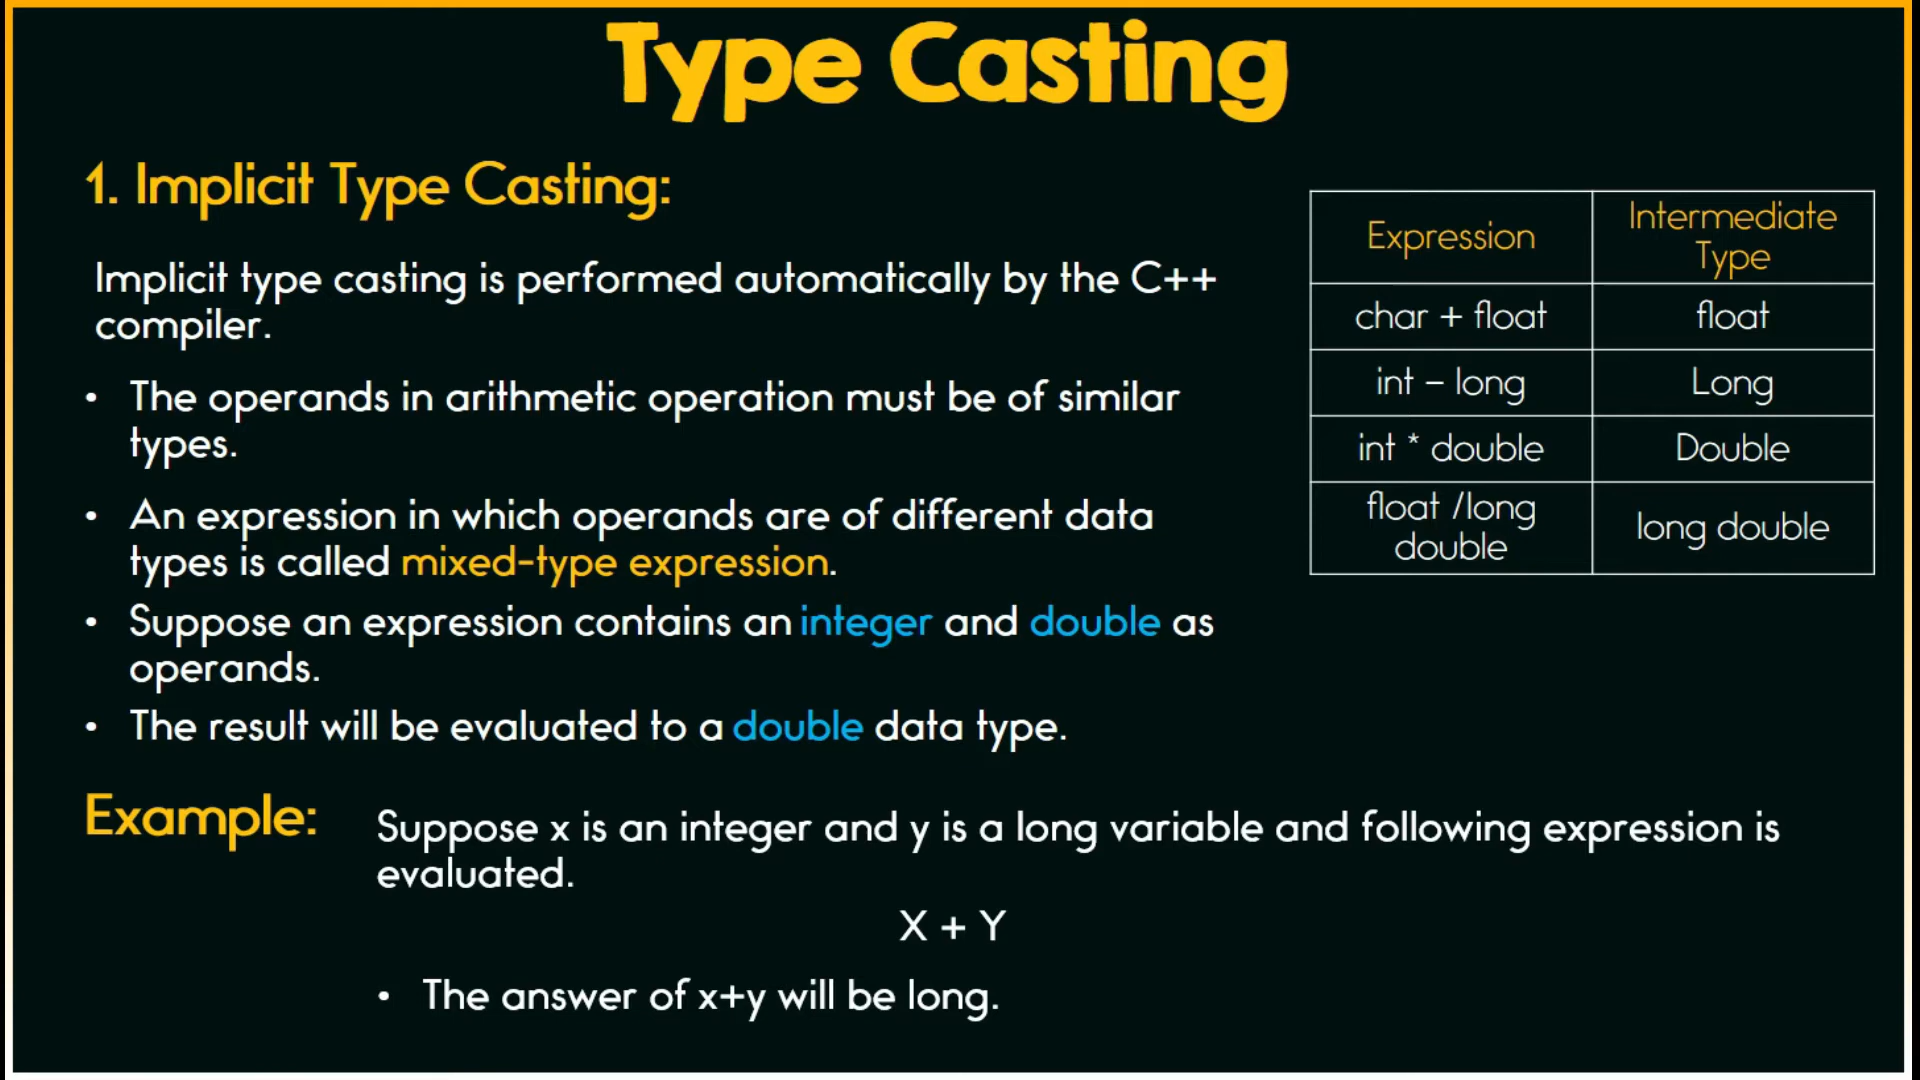 Type Casting
1. Implicit Type Casting:
Implicit type casting is performed automatically by the C++
compiler.
• The operands in arithmetic operation must be of similar
types.
• An expression in which operands are of different data
types is called mixed-type expression.
• Suppose an expression contains an integer and double as
operands.
• The result will be evaluated to a double data type.
Expression
Intermediate
Type
char + float
float
int – long
Long
int * double
Double
float /long
double
long double
Example:
Suppose x is an integer and y is a long variable and following expression is
evaluated.
X + Y
• The answer of x+y will be long.